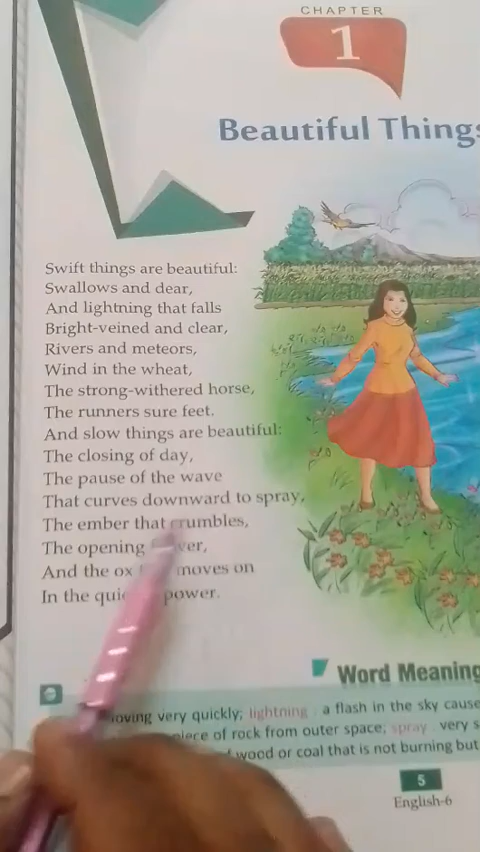 CHAPTER
1
Beautiful Things
Swift things are beautiful:
Swallows and dear,
And lightning that falls
Bright-veined and clear,
Rivers and meteors,
Wind in the wheat,
The strong-withered horse,
The runners sure feet.
And slow things are beautiful:
The closing of day,
The pause of the wave
That curves downward to spray,
The ember that crumbles,
The opening
And the ox moves on
In the power.
Word Meaning
moving very quickly; lightning : a flash in the sky cause
piece of rock from outer space; spray : very
wood or coal that is not burning but
5
English-6